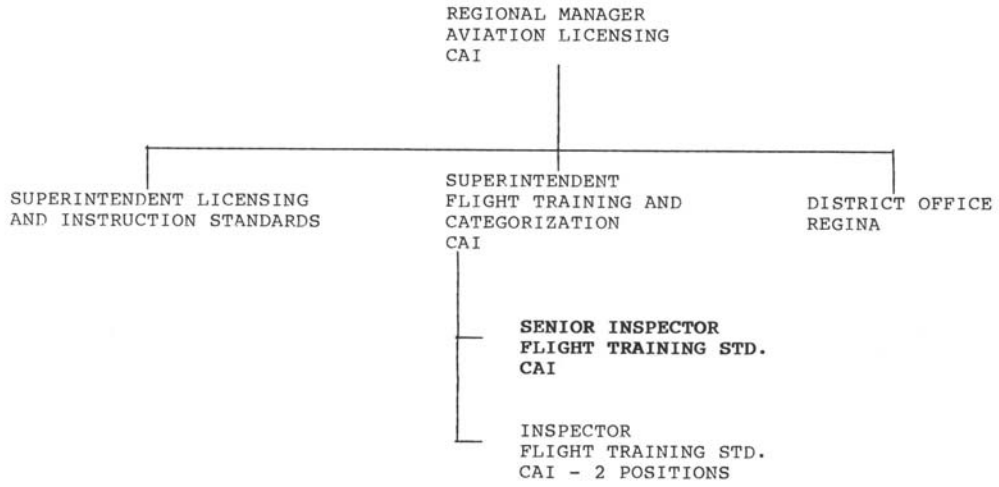 REGIONAL MANAGER
AVIATION LICENSING
CAI
SUPERINTENDENT LICENSING
AND INSTRUCTION STANDARDS
SUPERINTENDENT
FLIGHT TRAINING AND
CATEGORIZATION
CAI
DISTRICT OFFICE
REGINA
SENIOR INSPECTOR
FLIGHT TRAINING STD.
CAI
INSPECTOR
FLIGHT TRAINING STD.
CAI - 2 POSITIONS